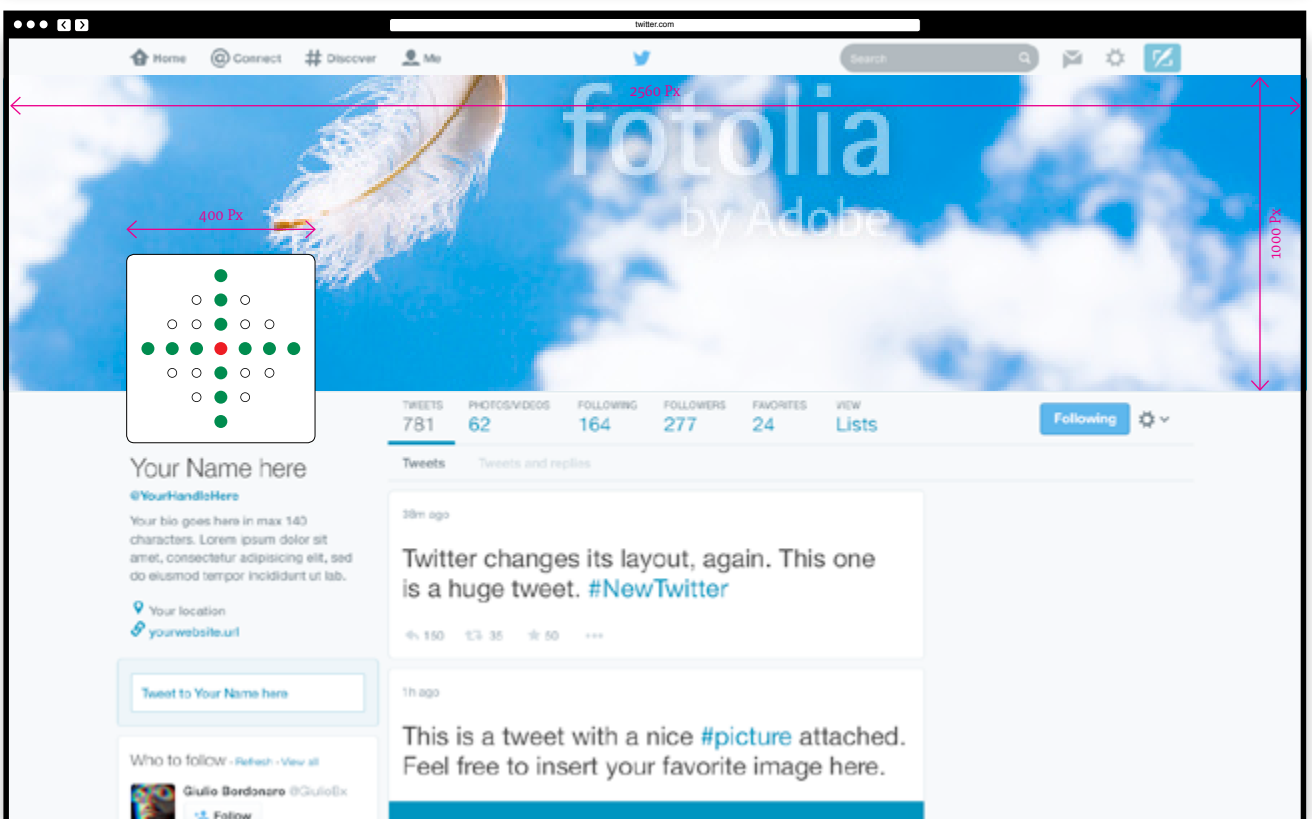 twitter.com
Home
Connect
Discover
Me
Search
2560 Px
fotolia
by Adobe
400 Px
1000 Px
TWEETS
781
PHOTOS/VIDEOS
62
FOLLOWING
164
FOLLOWERS
277
FAVORITES
24
VIEW
Lists
Following
Tweets
Tweets and replies
Your Name here
@YourHandleHere
Your bio goes here in max 140
characters. Lorem ipsum dolor sit
amet, consectetur adipisicing elit, sed
do eiusmod tempor incididunt ut lab.
Your location
yourwebsite.url
Tweet to Your Name here
Who to follow · Refresh · View all
Giulio Bordonaro @GiulioBx
Follow
38m ago
Twitter changes its layout, again. This one
is a huge tweet. #NewTwitter
150
35
50
1h ago
This is a tweet with a nice #picture attached.
Feel free to insert your favorite image here.